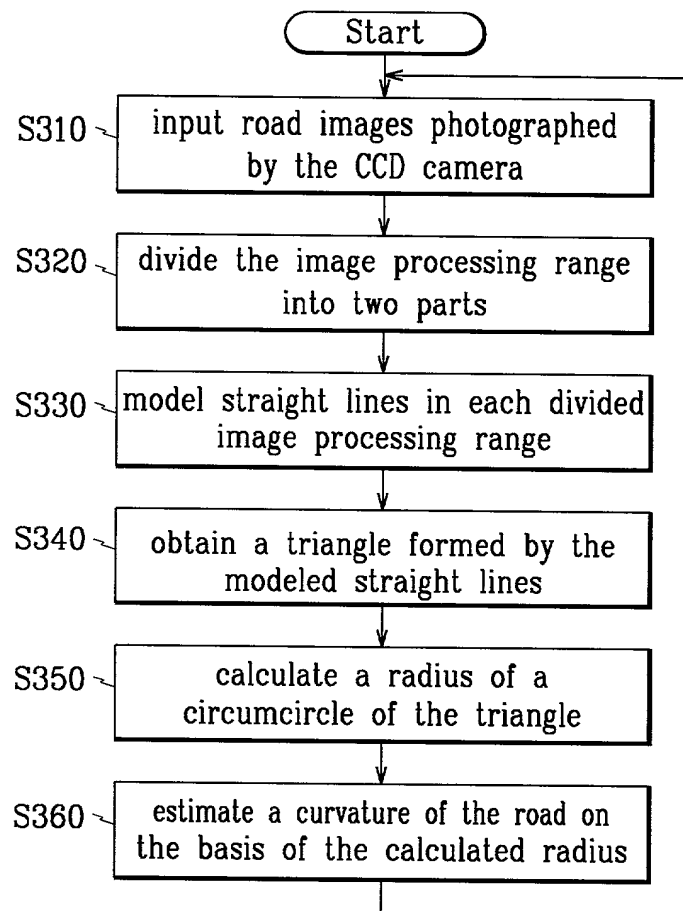 Start
S310
input road images photographed
by the CCD camera
S320
divide the image processing range
into two parts
S330
model straight lines in each divided
image processing range
S340
obtain a triangle formed by the
modeled straight lines
S350
calculate a radius of a
circumcircle of the triangle
S360
estimate a curvature of the road on
the basis of the calculated radius